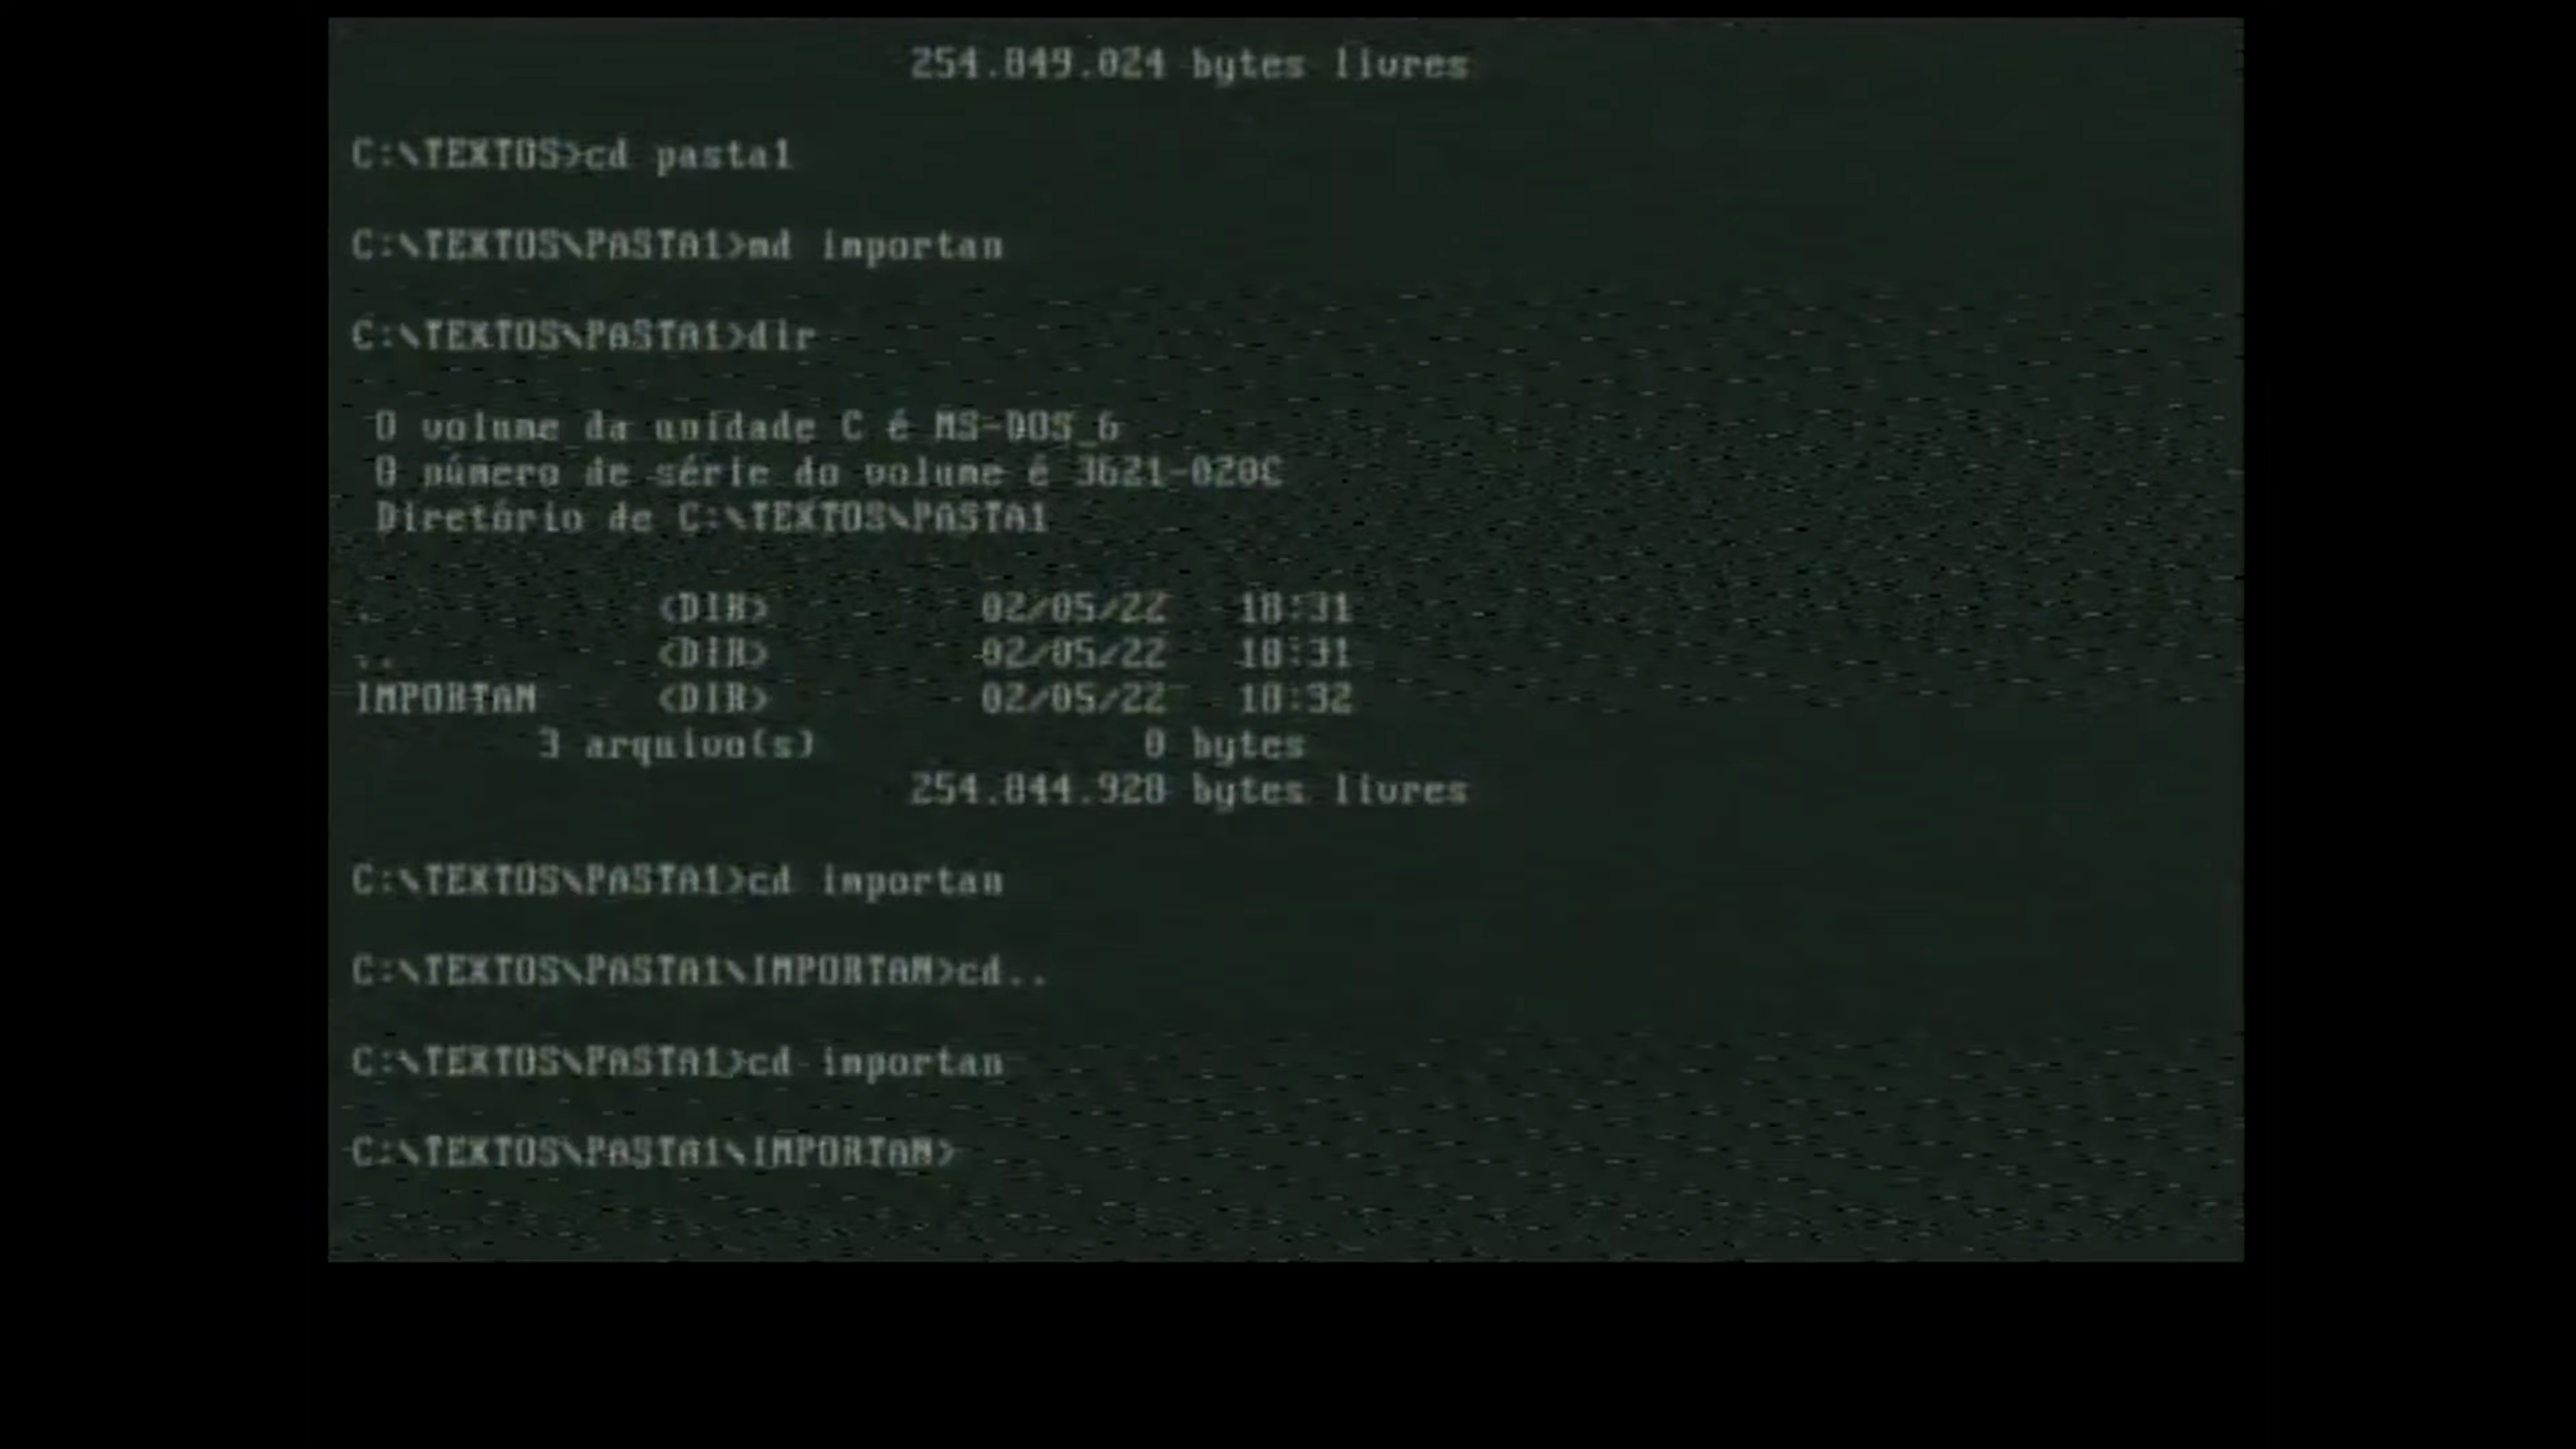 254.849.024 bytes livres
C:\TEXTOS>cd pasta1
C:\TEXTOS\PASTA1>md importan
C:\TEXTOS\PASTA1>dir
O volume da unidade C é MS-DOS_6
O número de série do volume é 3621-020C
Diretório de C:\TEXTOS\PASTA1
. <DIR> 02/05/22 18:31
.. <DIR> 02/05/22 18:31
IMPORTAN <DIR> 02/05/22 18:32
3 arquivo(s) 0 bytes
254.844.928 bytes livres
C:\TEXTOS\PASTA1>cd importan
C:\TEXTOS\PASTA1\IMPORTAN>cd..
C:\TEXTOS\PASTA1>cd importan
C:\TEXTOS\PASTA1\IMPORTAN>